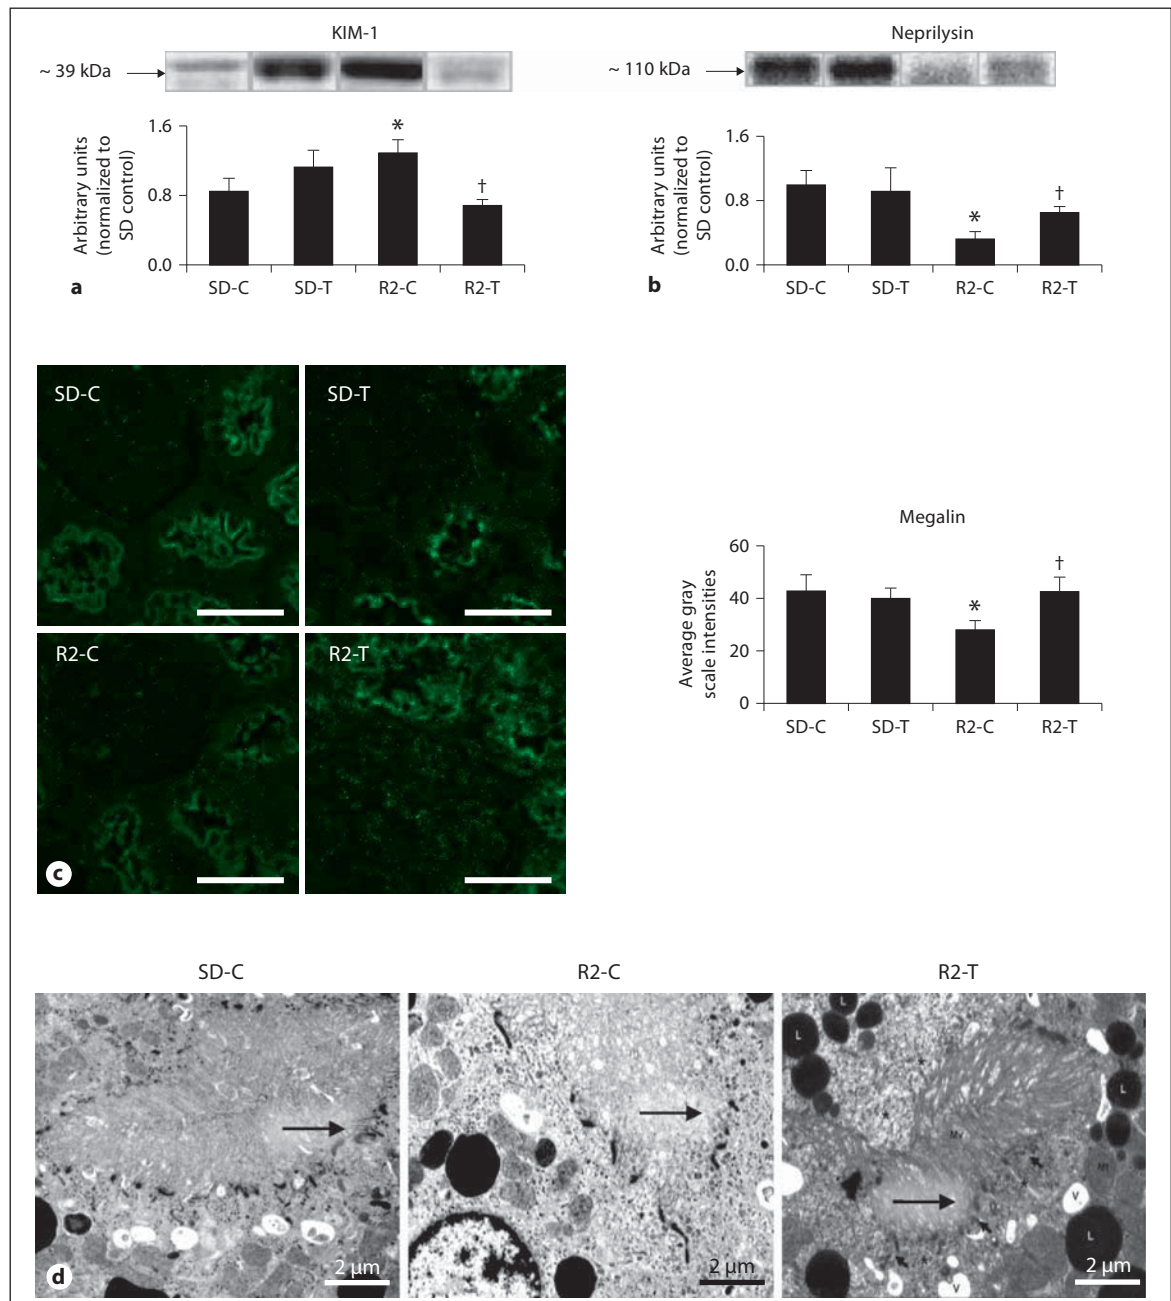 KIM-1
~ 39 kDa
Arbitrary units
(normalized to
SD control)
1.6
0.8
0.0
*
†
SD-C SD-T R2-C R2-T
a
Neprilysin
~ 110 kDa
Arbitrary units
(normalized to
SD control)
1.6
0.8
0.0
*
†
SD-C SD-T R2-C R2-T
b
SD-C SD-T
R2-C R2-T
c
Megalin
Average gray
scale intensities
60
40
20
0
*
†
SD-C SD-T R2-C R2-T
SD-C R2-C R2-T
d
2 µm
2 µm
L
L
L
Mv
Mt
V
L
V
2 µm